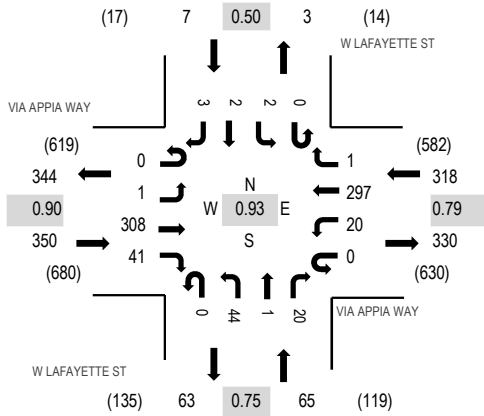 (17) 7 0.50 3 (14)
W LAFAYETTE ST
VIA APPIA WAY
3 2 2 0
(619) (582)
344 0 1 318
1 N 297
0.90 W 0.93 E 0.79
308 S 20
350 41 0 330
(680) (630)
0 44 1 20
VIA APPIA WAY
W LAFAYETTE ST
(135) 63 0.75 65 (119)